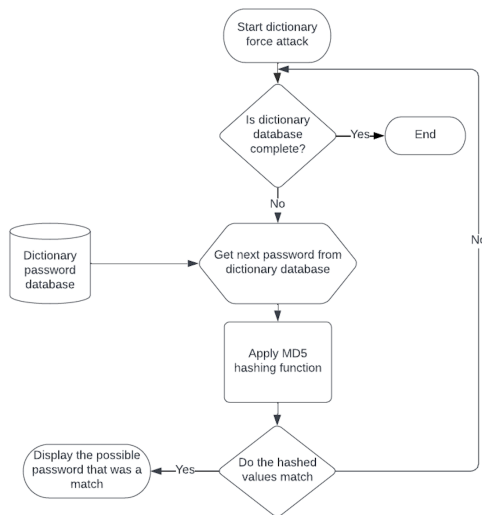 Start dictionary
force attack
Is dictionary
database
complete?
Yes
End
No
Dictionary
password
database
Get next password from
dictionary database
No
Apply MD5
hashing function
Do the hashed
values match
Yes
Display the possible
password that was a
match